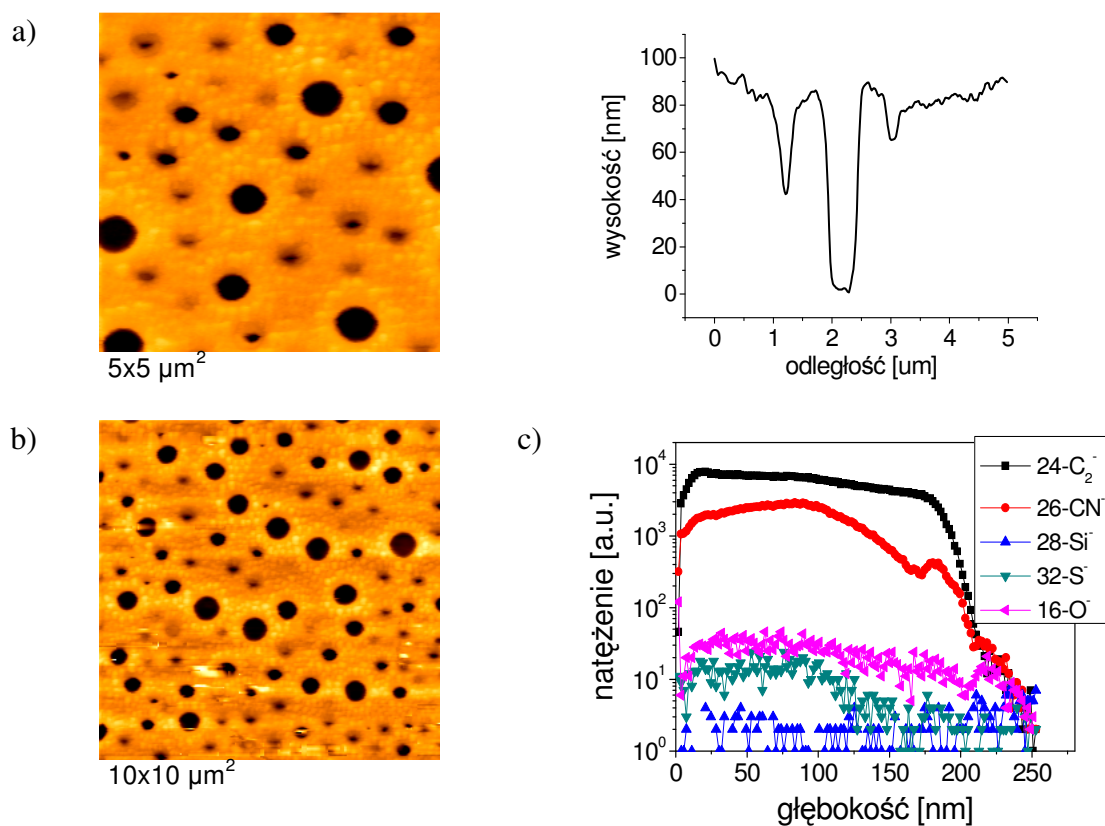 a)
5x5 µm²
wysokość [nm]
100
80
60
40
20
0
0 1 2 3 4 5
odległość [um]
b)
10x10 µm²
c)
natężenie [a.u.]
10⁴
10³
10²
10¹
10⁰
0 50 100 150 200 250
głębokość [nm]
24-C₂⁻
26-CN⁻
28-Si⁻
32-S⁻
16-O⁻